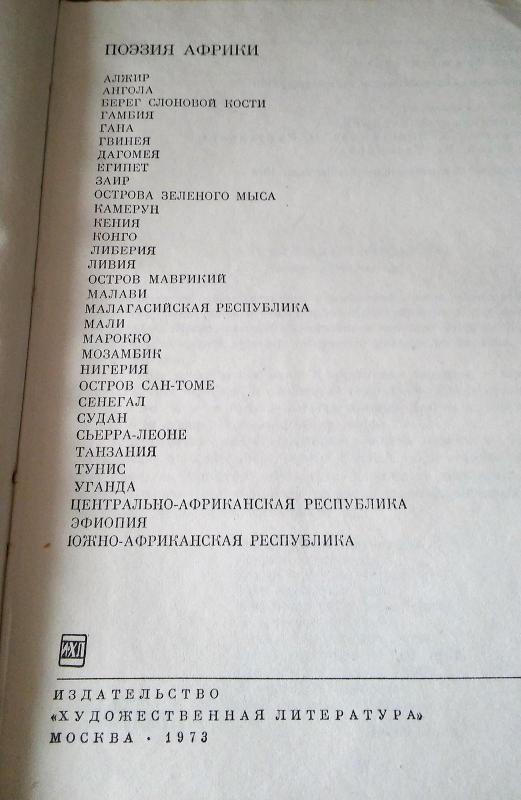 ПОЭЗИЯ АФРИКИ
АЛЖИР
АНГОЛА
БЕРЕГ СЛОНОВОЙ КОСТИ
ГАМБИЯ
ГАНА
ГВИНЕЯ
ДАГОМЕЯ
ЕГИПЕТ
ЗАИР
ОСТРОВА ЗЕЛЕНОГО МЫСА
КАМЕРУН
КЕНИЯ
КОНГО
ЛИБЕРИЯ
ЛИВИЯ
ОСТРОВ МАВРИКИЙ
МАЛАВИ
МАЛАГАСИЙСКАЯ РЕСПУБЛИКА
МАЛИ
МАРОККО
МОЗАМБИК
НИГЕРИЯ
ОСТРОВ САН-ТОМЕ
СЕНЕГАЛ
СУДАН
СЬЕРРА-ЛЕОНЕ
ТАНЗАНИЯ
ТУНИС
УГАНДА
ЦЕНТРАЛЬНО-АФРИКАНСКАЯ РЕСПУБЛИКА
ЭФИОПИЯ
ЮЖНО-АФРИКАНСКАЯ РЕСПУБЛИКА
ИХЛ
ИЗДАТЕЛЬСТВО
«ХУДОЖЕСТВЕННАЯ ЛИТЕРАТУРА»
МОСКВА · 1973